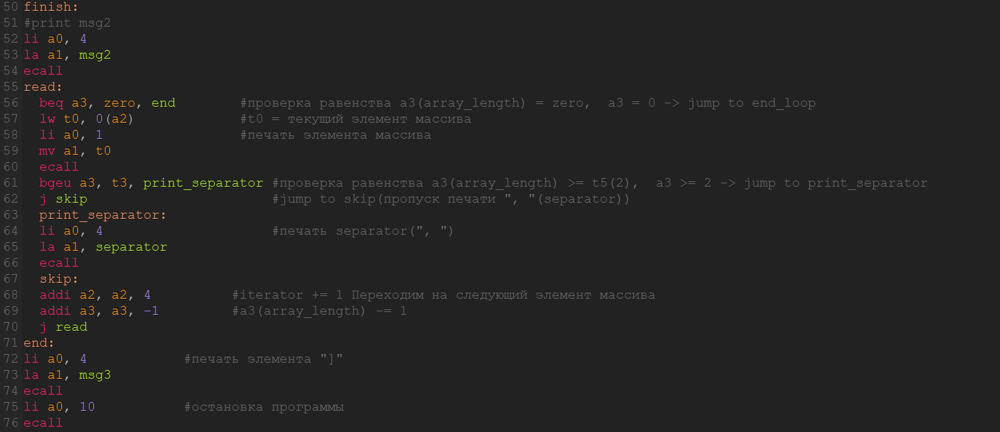 50 finish:
51 #print msg2
52 li a0, 4
53 la a1, msg2
54 ecall
55 read:
56   beq a3, zero, end        #проверка равенства a3(array_length) = zero,  a3 = 0 -> jump to end_loop
57   lw t0, 0(a2)             #t0 = текущий элемент массива
58   li a0, 1                 #печать элемента массива
59   mv a1, t0
60   ecall
61   bgeu a3, t3, print_separator #проверка равенства a3(array_length) >= t5(2),  a3 >= 2 -> jump to print_separator
62   j skip                       #jump to skip(пропуск печати ", "(separator))
63   print_separator:
64   li a0, 4                     #печать separator(", ")
65   la a1, separator
66   ecall
67   skip:
68   addi a2, a2, 4          #iterator += 1 Переходим на следующий элемент массива
69   addi a3, a3, -1         #a3(array_length) -= 1
70   j read
71 end:
72 li a0, 4            #печать элемента "]"
73 la a1, msg3
74 ecall
75 li a0, 10           #остановка программы
76 ecall